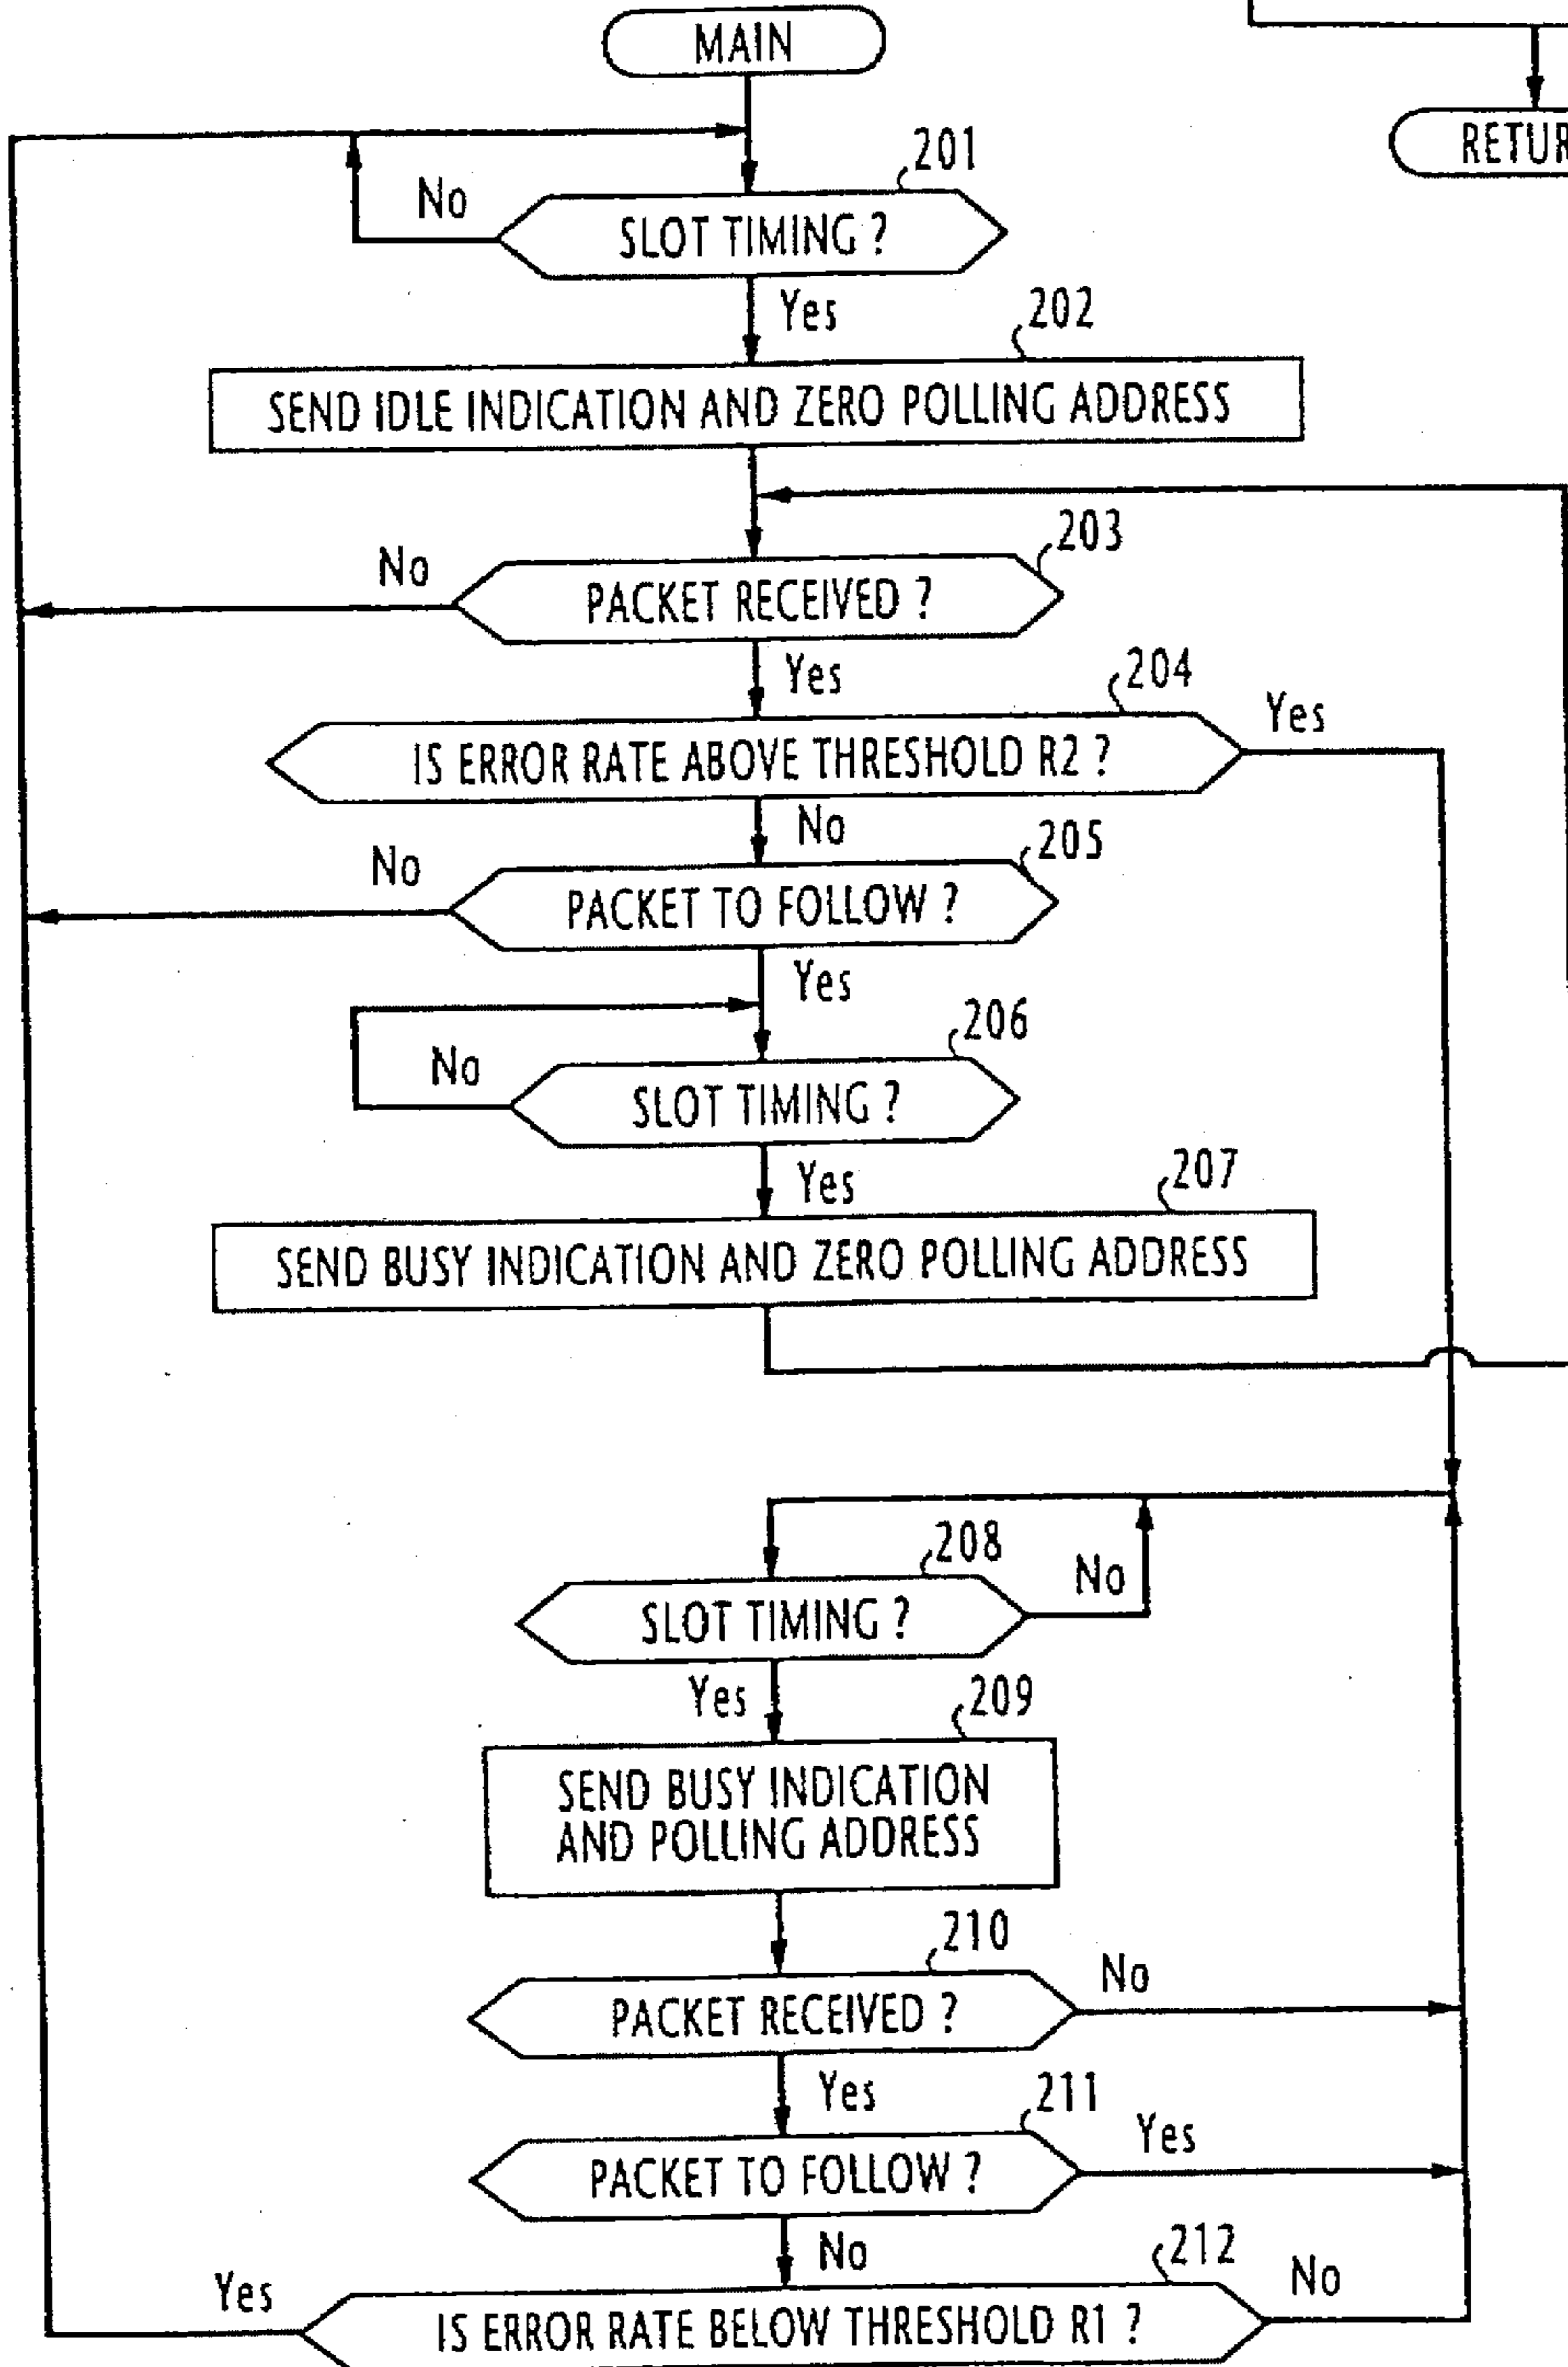 MAIN
RETUR
201
No
SLOT TIMING ?
Yes
202
SEND IDLE INDICATION AND ZERO POLLING ADDRESS
203
No
PACKET RECEIVED ?
Yes
204
Yes
IS ERROR RATE ABOVE THRESHOLD R2 ?
No
205
No
PACKET TO FOLLOW ?
Yes
206
No
SLOT TIMING ?
Yes
207
SEND BUSY INDICATION AND ZERO POLLING ADDRESS
208
No
SLOT TIMING ?
Yes
209
SEND BUSY INDICATION
AND POLLING ADDRESS
210
No
PACKET RECEIVED ?
Yes
211
Yes
PACKET TO FOLLOW ?
No
212
Yes
No
IS ERROR RATE BELOW THRESHOLD R1 ?